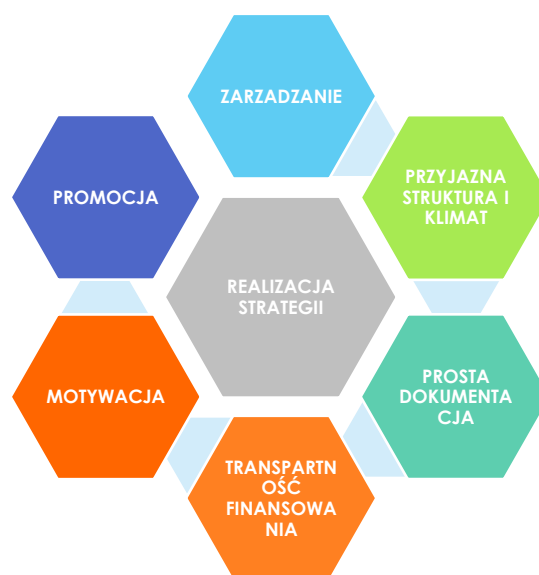 ZARZADZANIE
PRZYJAZNA
STRUKTURA I
KLIMAT
PROMOCJA
REALIZACJA
STRATEGII
MOTYWACJA
PROSTA
DOKUMENTA
CJA
TRANSPARTN
OŚĆ
FINANSOWA
NIA